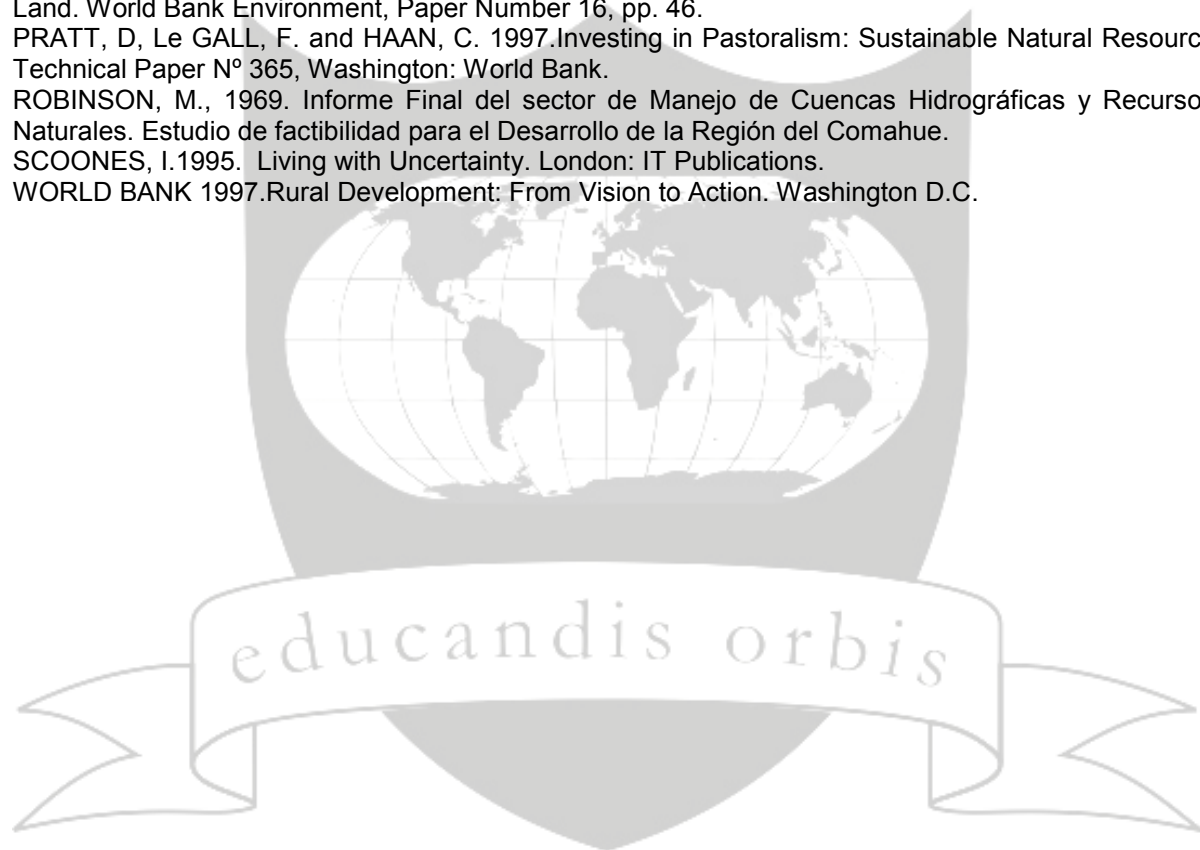 Land. World Bank Environment, Paper Number 16, pp. 46.
PRATT, D, Le GALL, F. and HAAN, C. 1997.Investing in Pastoralism: Sustainable Natural Resourc
Technical Paper Nº 365, Washington: World Bank.
ROBINSON, M., 1969. Informe Final del sector de Manejo de Cuencas Hidrográficas y Recurso
Naturales. Estudio de factibilidad para el Desarrollo de la Región del Comahue.
SCOONES, I.1995. Living with Uncertainty. London: IT Publications.
WORLD BANK 1997.Rural Development: From Vision to Action. Washington D.C.
educandis orbis